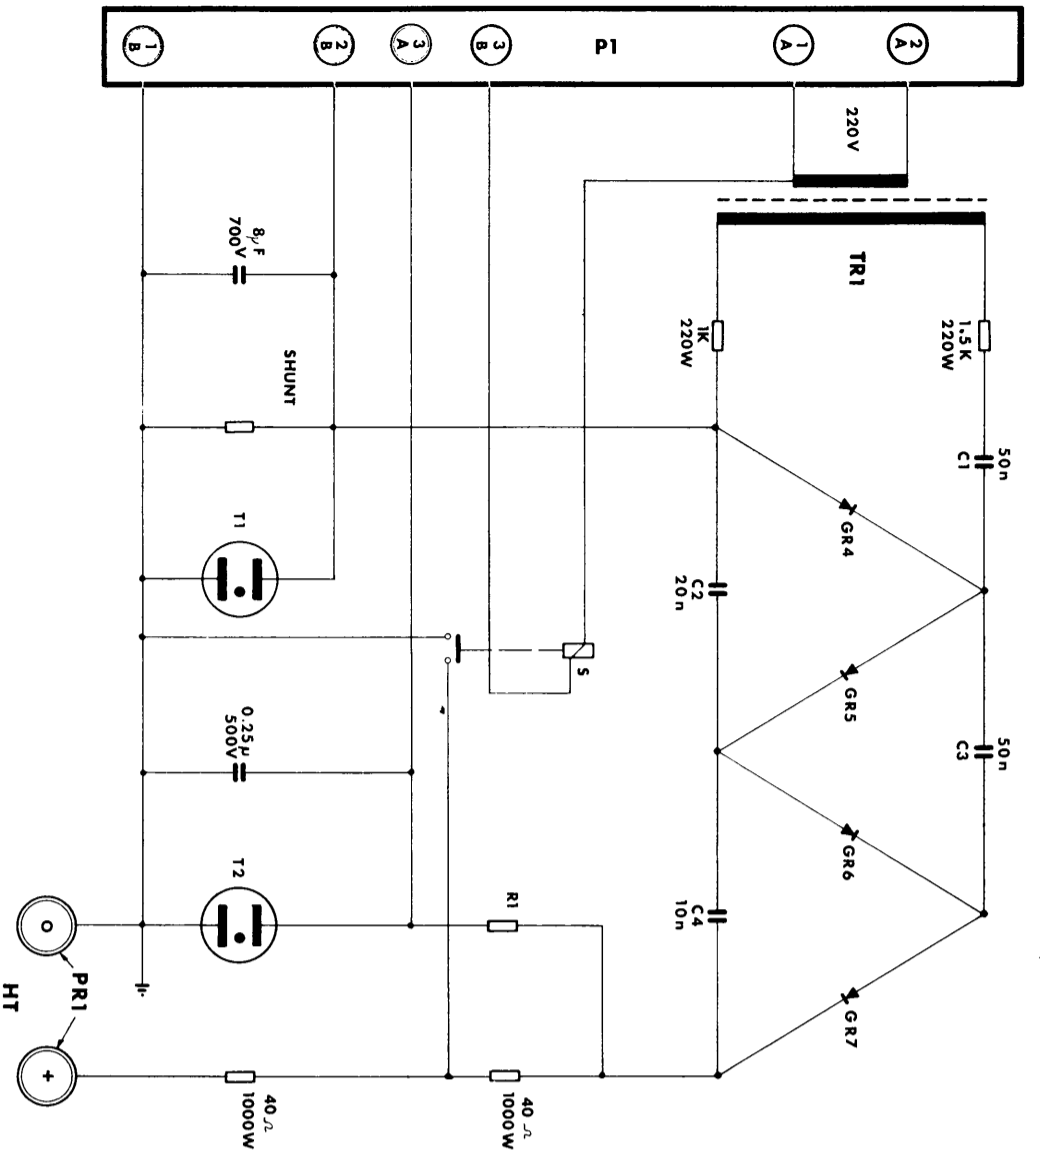 P1
1
B
2
B
3
A
3
B
1
A
2
A
220V
TR1
8μF
700V
SHUNT
1K
220W
1.5K
220W
50n
C1
GR4
T1
C2
20n
S
GR5
50n
C3
0.25μ
500V
GR6
T2
R1
C4
10n
GR7
O
PR1
HT
+
40Ω
1000W
40Ω
1000W